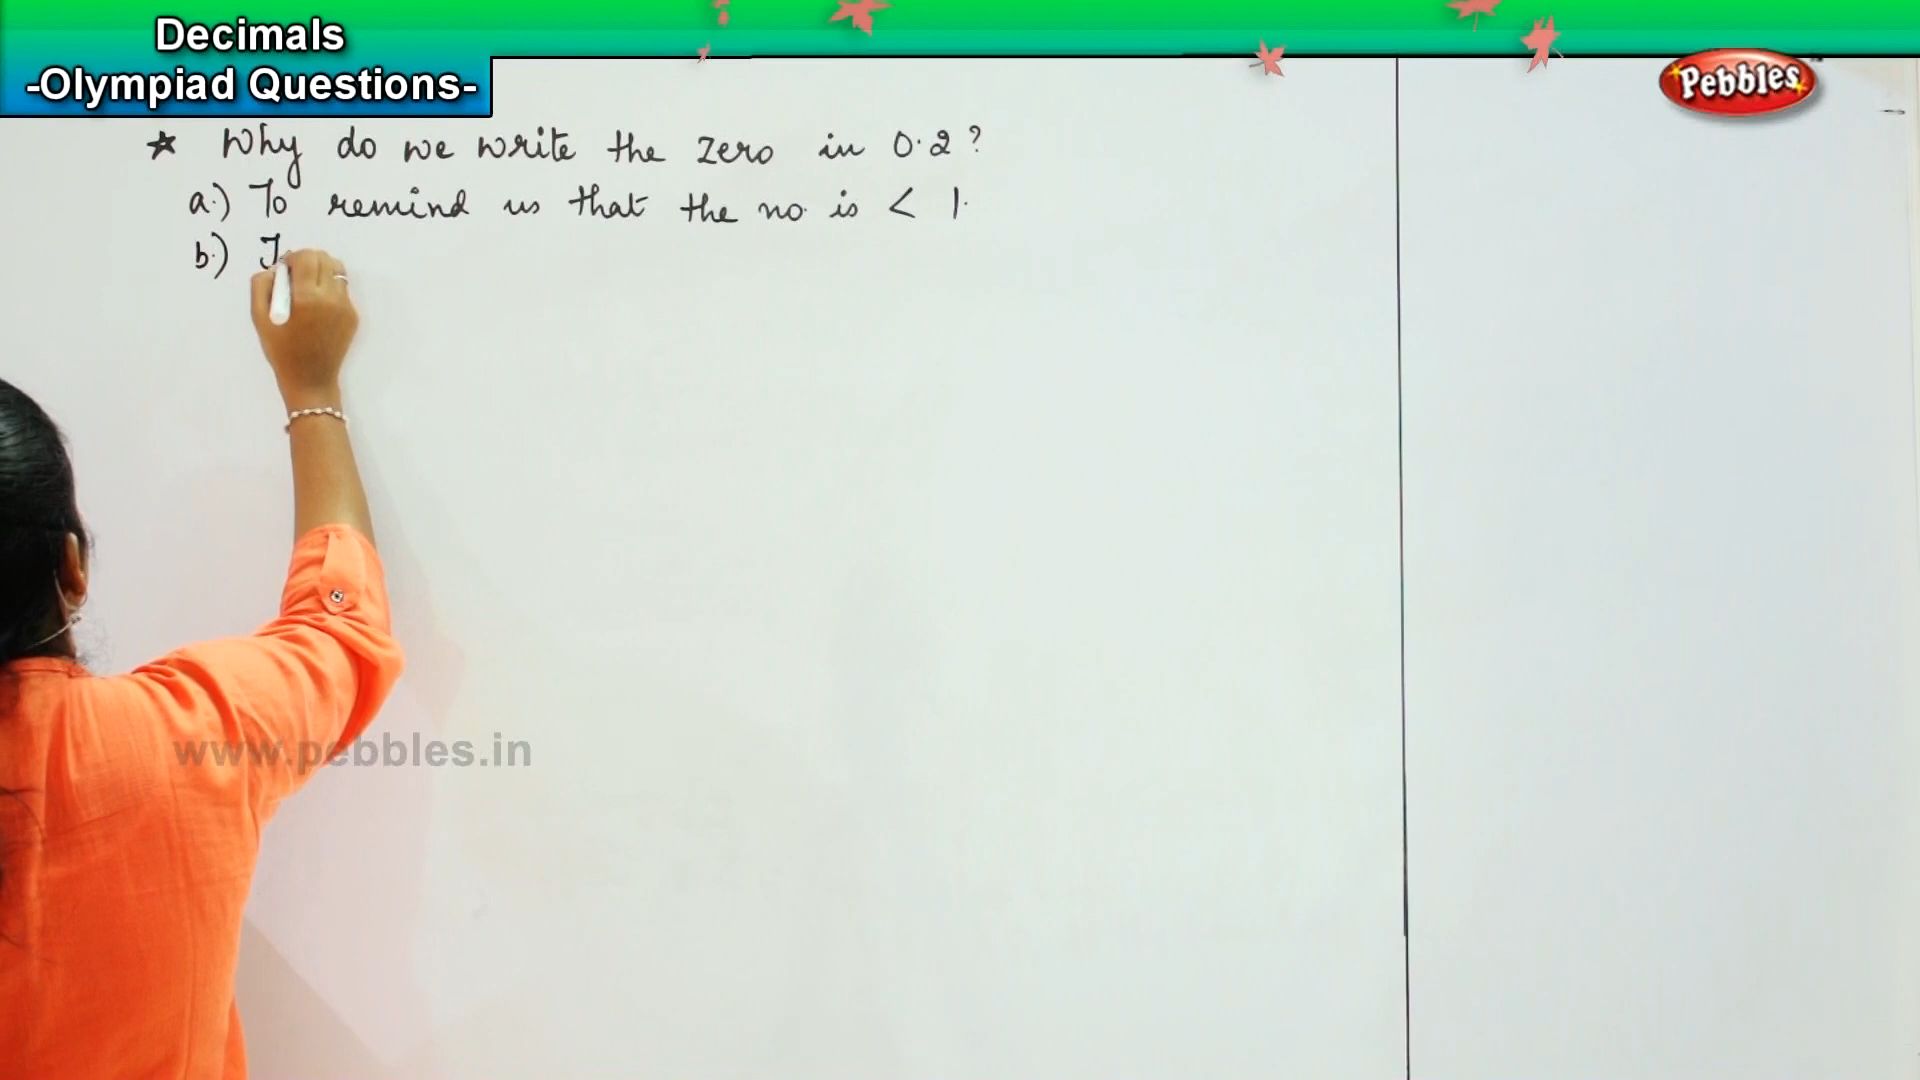 Decimals
-Olympiad Questions-
Pebbles
★ Why do we write the zero in 0.2?
a.) To remind us that the no. is < 1.
b.)
www.pebbles.in